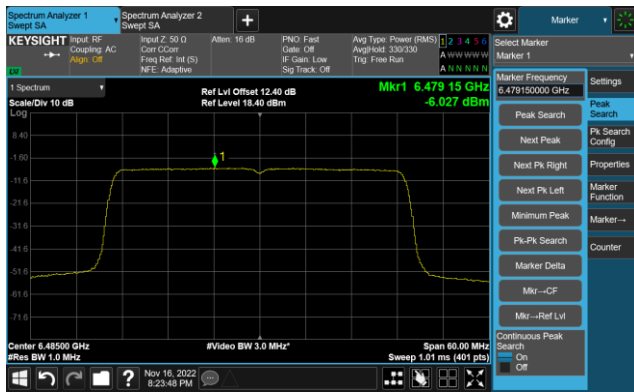 Spectrum Analyzer 1
Swept SA
Spectrum Analyzer 2
Swept SA
+
Marker
KEYSIGHT
Input: RF
Coupling: AC
Align: Off
Input Z: 50 Ω
Corr CCorr
Freq Ref: Int (S)
NFE: Adaptive
Atten: 16 dB
PNO: Fast
Gate: Off
IF Gain: Low
Sig Track: Off
Avg Type: Power (RMS)
Avg|Hold: 330/330
Trig: Free Run
1 2 3 4 5 6
A W W W W W
A N N N N N
Select Marker
Marker 1
1 Spectrum
Scale/Div 10 dB
Log
Ref Lvl Offset 12.40 dB
Ref Level 18.40 dBm
Mkr1 6.479 15 GHz
-6.027 dBm
8.40
-1.60
-11.6
-21.6
-31.6
-41.6
-51.6
-61.6
-71.6
1
Center 6.48500 GHz
#Res BW 1.0 MHz
#Video BW 3.0 MHz*
Span 60.00 MHz
Sweep 1.01 ms (401 pts)
Marker Frequency
6.479150000 GHz
Peak Search
Next Peak
Next Pk Right
Next Pk Left
Minimum Peak
Pk-Pk Search
Marker Delta
Mkr→CF
Mkr→Ref Lvl
Continuous Peak
Search
On
Off
Settings
Peak
Search
Pk Search
Config
Properties
Marker
Function
Marker→
Counter
?
Nov 16, 2022
8:23:48 PM